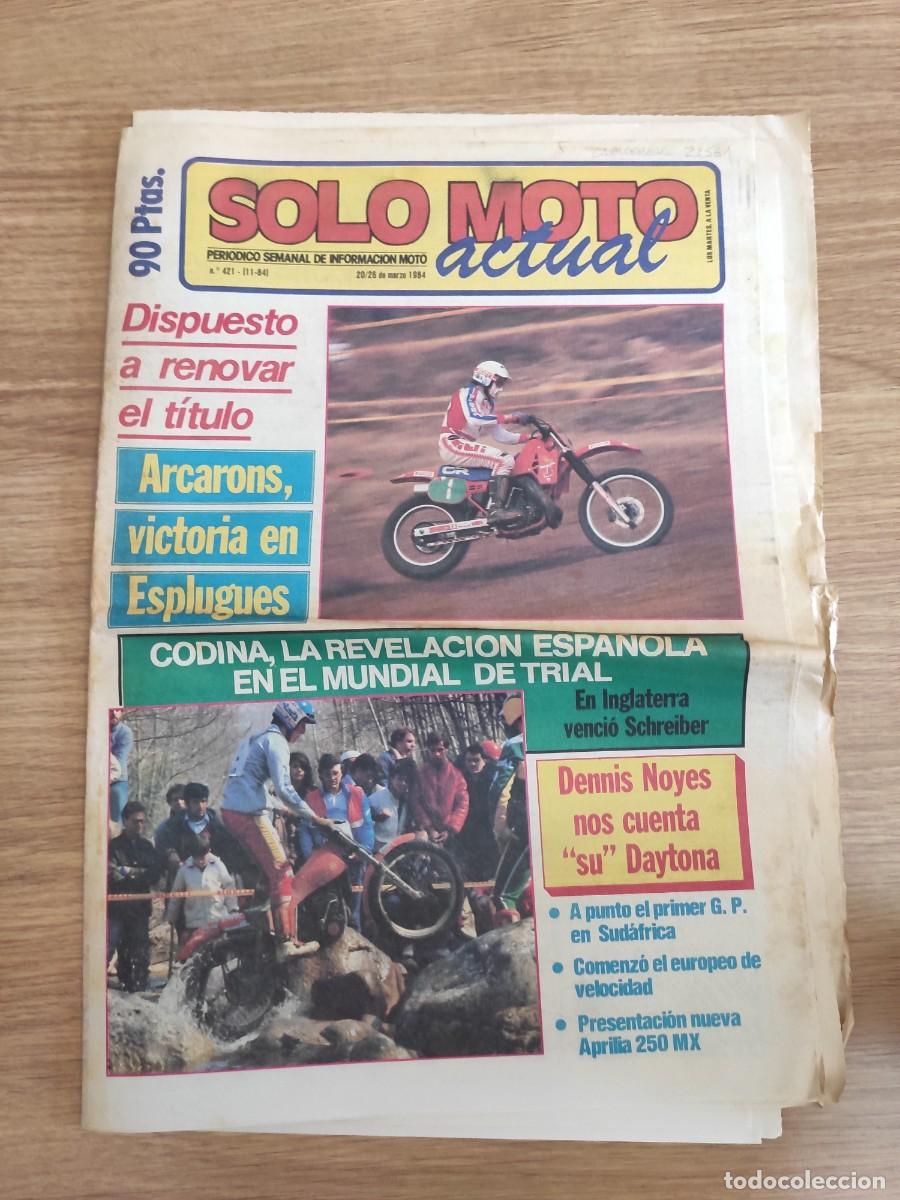 90 Ptas.
SOLO MOTO
actual
PERIODICO SEMANAL DE INFORMACION MOTO
n.° 421 - (11-84)
20/26 de marzo 1984
LOS MARTES, A LA VENTA
Dispuesto
a renovar
el título
Arcarons,
victoria en
Esplugues
CR
1
CODINA, LA REVELACION ESPAÑOLA
EN EL MUNDIAL DE TRIAL
En Inglaterra
venció Schreiber
Dennis Noyes
nos cuenta
"su" Daytona
• A punto el primer G. P.
en Sudáfrica
• Comenzó el europeo de
velocidad
• Presentación nueva
Aprilia 250 MX
todocoleccion